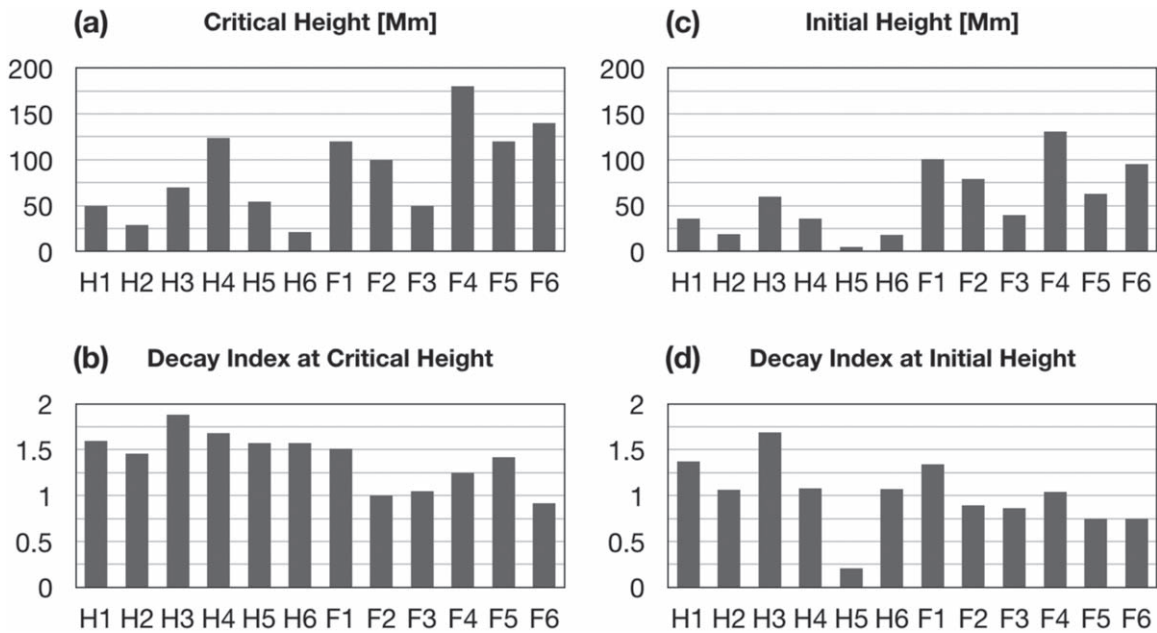 (a) Critical Height [Mm]
200
150
100
50
0
H1 H2 H3 H4 H5 H6 F1 F2 F3 F4 F5 F6
(c) Initial Height [Mm]
200
150
100
50
0
H1 H2 H3 H4 H5 H6 F1 F2 F3 F4 F5 F6
(b) Decay Index at Critical Height
2
1.5
1
0.5
0
H1 H2 H3 H4 H5 H6 F1 F2 F3 F4 F5 F6
(d) Decay Index at Initial Height
2
1.5
1
0.5
0
H1 H2 H3 H4 H5 H6 F1 F2 F3 F4 F5 F6